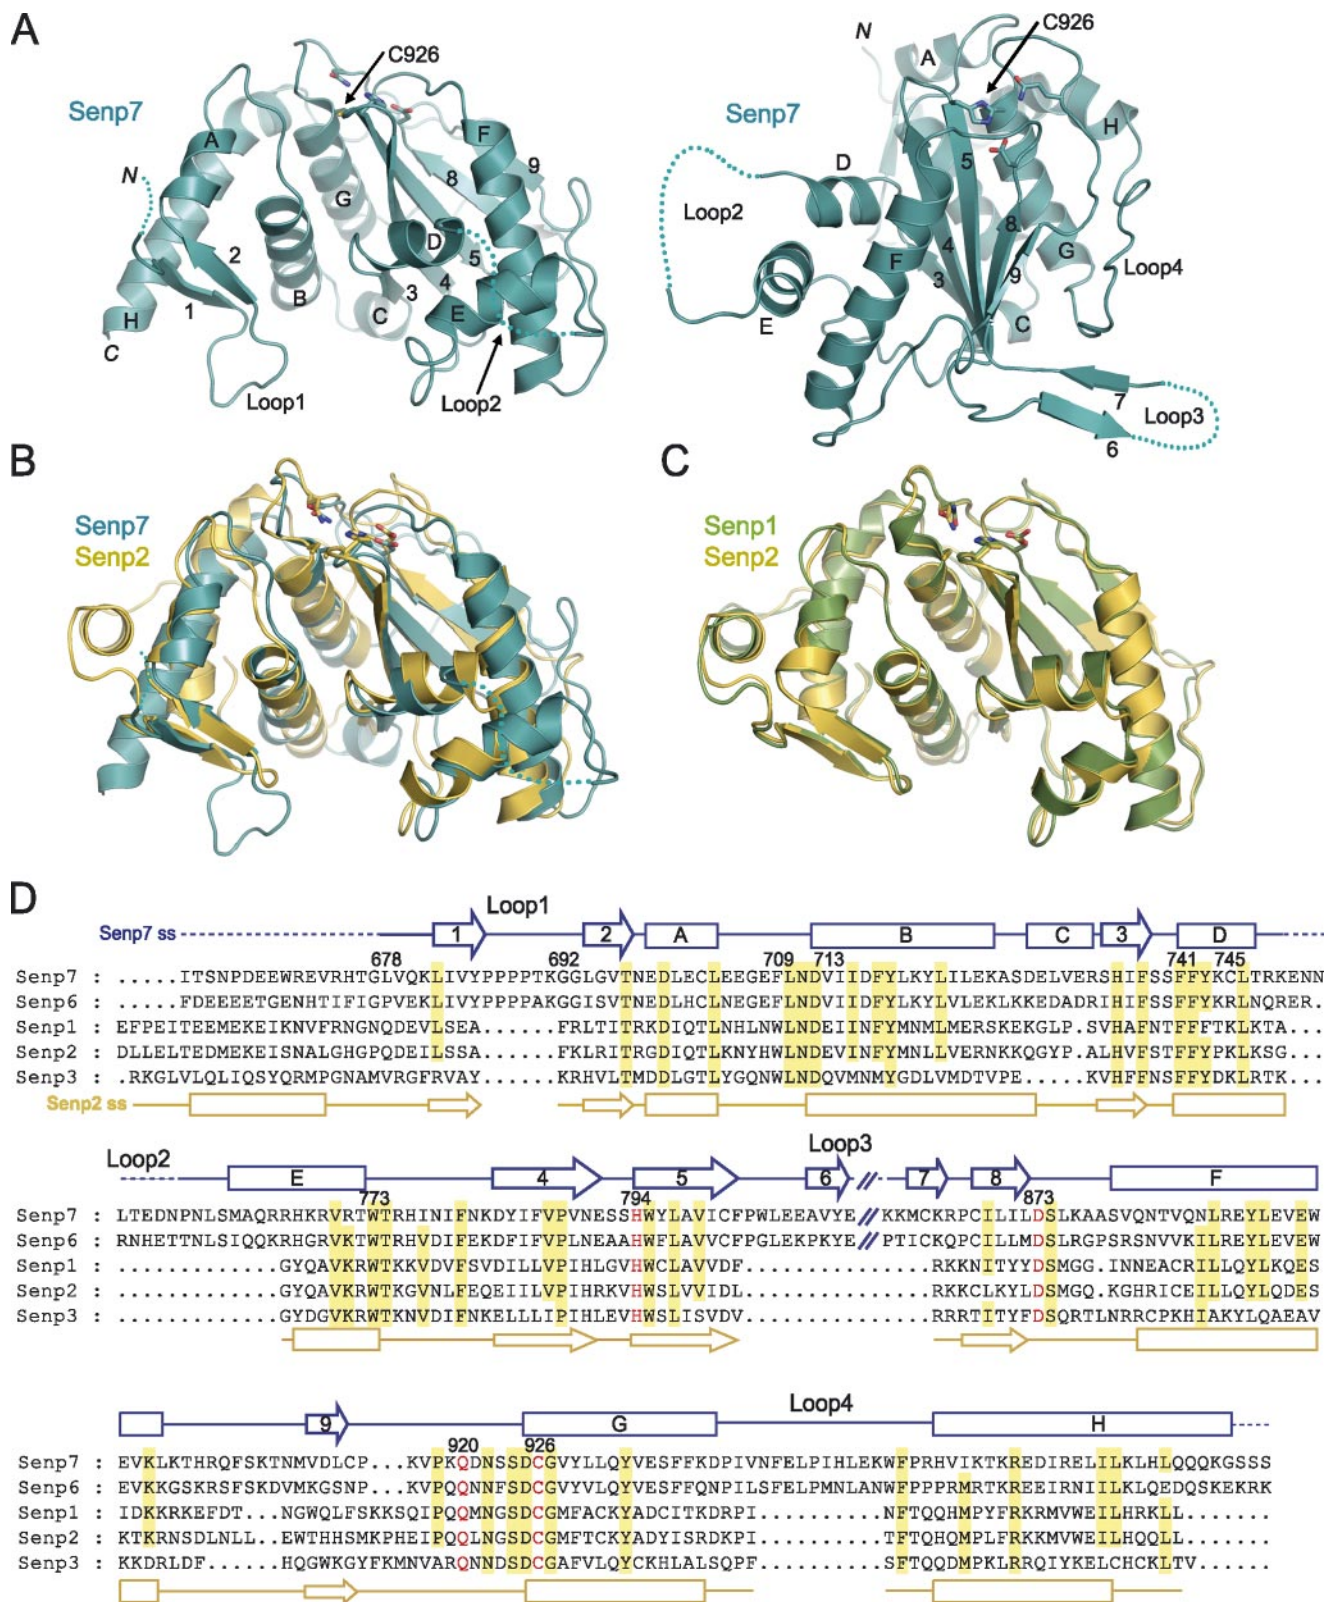 A
Senp7
C926
N
A
F
9
8
G
D
2
5
B
3
4
1
C
E
H
C
Loop1
Loop2
N
C926
A
Senp7
H
D
5
Loop2
8
F
4
G
3
9
Loop4
E
C
7
Loop3
6
B
Senp7
Senp2
C
Senp1
Senp2
D
Loop1
Senp7 ss
1 2 A B C 3 D
678 692 709 713 741 745
Senp7 : .....ITSNPDEEWREVRHTGLVQKLIVYPPPPTKGGLGVTNEDLECLEEGEFLNDVIIDFYLKYLILEKASDELVERSHIFSSFFYKCLTRKENN
Senp6 : .....FDEEEETGENHTIFIGPVEKLIVYPPPPAKGGISVTNEDLHCLNEGEFLNDVIIDFYLKYLVLEKLKKEDADRIHIFSSFFYKRLNQRER.
Senp1 : EFPEITEEMEKEIKNVFRNGNQDEVLSEA......FRLTITRKDIQTLNHLNWLNDEIINFYMNMLMERSKEKGLP.SVHAFNTFFFTKLKTA...
Senp2 : DLLELTEDMEKEISNALGHGPQDEILSSA......FKLRITRGDIQTLKNYHWLNDEVINFYMNLLVERNKKQGYP.ALHVFSTFFYPKLKSG...
Senp3 : .RKGLVLQLIQSYQRMPGNAMVRGFRVAY......KRHVLTMDDLGTLYGQNWLNDQVMNMYGDLVMDTVPE.....KVHFFNSFFYDKLRTK...
Senp2 ss
Loop2 Loop3
E 4 5 6 7 8 F
773 794 873
Senp7 : LTEDNPNLSMAQRRHKRVRTWTRHINIFNKDYIFVPVNESSHWYLAVICFPWLEEAVYE // KKMCKRPCILILDSLKAASVQNTVQNLREYLEVEW
Senp6 : RNHETTNLSIQQKRHGRVKTWTRHVDIFEKDFIFVPLNEAAHWFLAVVCFPGLEKPKYE // PTICKQPCILLMDSLRGPSRSNVVKILREYLEVEW
Senp1 : .............GYQAVKRWTKKVDVFSVDILLVPIHLGVHWCLAVVDF...............RKKNITYYDSMGG.INNEACRILLQYLKQES
Senp2 : .............GYQAVKRWTKGVNLFEQEIILVPIHRKVHWSLVVIDL...............RKKCLKYLDSMGQ.KGHRICEILLQYLQDES
Senp3 : .............GYDGVKRWTKNVDIFNKELLLIPIHLEVHWSLISVDV...............RRRTITYFDSQRTLNRRCPKHIAKYLQAEAV
Loop4
9 G H
920 926
Senp7 : EVKLKTHRQFSKTNMVDLCP...KVPKQDNSSDCGVYLLQYVESFFKDPIVNFELPIHLEKWFPRHVIKTKREDIRELILKLHLQQQKGSSS
Senp6 : EVKKGSKRSFSKDVMKGSNP...KVPQQNNFSDCGVYVLQYVESFFQNPILSFELPMNLANWFPPPRMRTKREEIRNIILKLQEDQSKEKRK
Senp1 : IDKKRKEFDT...NGWQLFSKKSQIPQQMNGSDCGMFACKYADCITKDRPI..........NFTQQHMPYFRKRMVWEILHRKLL.......
Senp2 : KTKRNSDLNLL..EWTHHSMKPHEIPQQLNGSDCGMFTCKYADYISRDKPI..........TFTQHQMPLFRKKMVWEILHQQLL.......
Senp3 : KKDRLDF......HQGWKGYFKMNVARQNNDSDCGAFVLQYCKHLALSQPF..........SFTQQDMPKLRRQIYKELCHCKLTV......